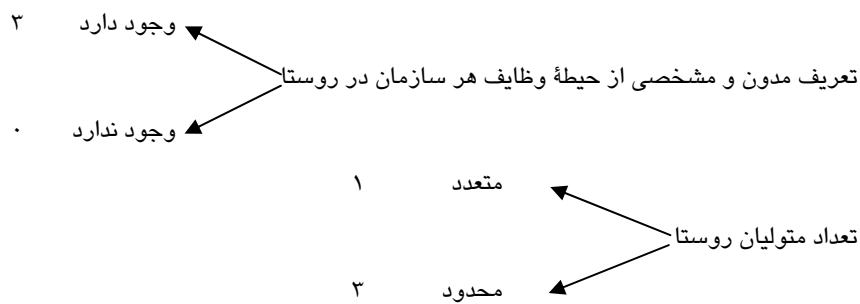 وجود دارد ۳
تعریف مدون و مشخصی از حیطهٔ وظایف هر سازمان در روستا
وجود ندارد ۰
متعدد ۱
تعداد متولیان روستا
محدود ۳